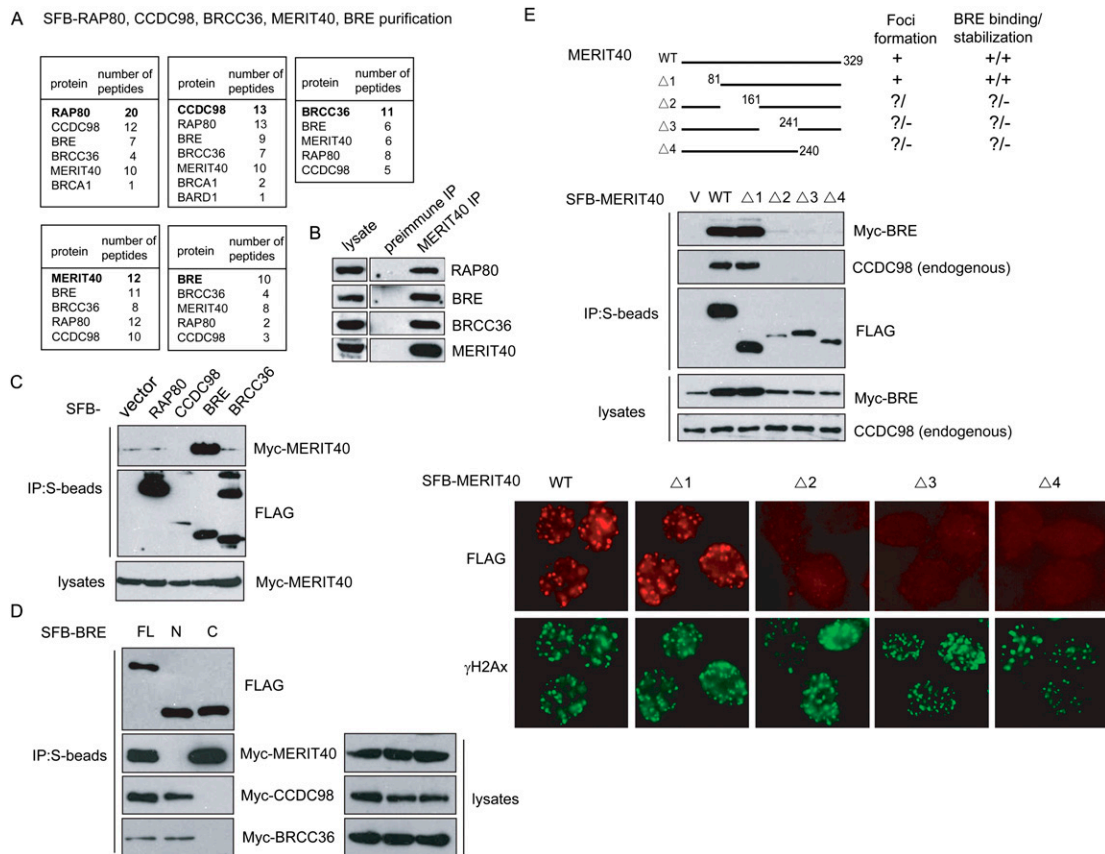 A
SFB-RAP80, CCDC98, BRCC36, MERIT40, BRE purification
protein number of peptides
RAP80 20
CCDC98 12
BRE 7
BRCC36 4
MERIT40 10
BRCA1 1
protein number of peptides
CCDC98 13
RAP80 13
BRE 9
BRCC36 7
MERIT40 10
BRCA1 2
BARD1 1
protein number of peptides
BRCC36 11
BRE 6
MERIT40 6
RAP80 8
CCDC98 5
protein number of peptides
MERIT40 12
BRE 11
BRCC36 8
RAP80 12
CCDC98 10
protein number of peptides
BRE 10
BRCC36 4
MERIT40 8
RAP80 2
CCDC98 3
B
lysate preimmune IP MERIT40 IP
RAP80
BRE
BRCC36
MERIT40
C
SFB- vector RAP80 CCDC98 BRE BRCC36
IP:S-beads
Myc-MERIT40
FLAG
lysates Myc-MERIT40
D
SFB-BRE FL N C
FLAG
IP:S-beads
Myc-MERIT40
Myc-CCDC98
Myc-BRCC36
lysates
E
Foci formation
BRE binding/ stabilization
MERIT40
WT 329 + +/+
△1 81 + +/+
△2 161 ?/ ?/-
△3 241 ?/- ?/-
△4 240 ?/- ?/-
SFB-MERIT40 V WT △1 △2 △3 △4
IP:S-beads
Myc-BRE
CCDC98 (endogenous)
FLAG
lysates
Myc-BRE
CCDC98 (endogenous)
SFB-MERIT40 WT △1 △2 △3 △4
FLAG
γH2Ax